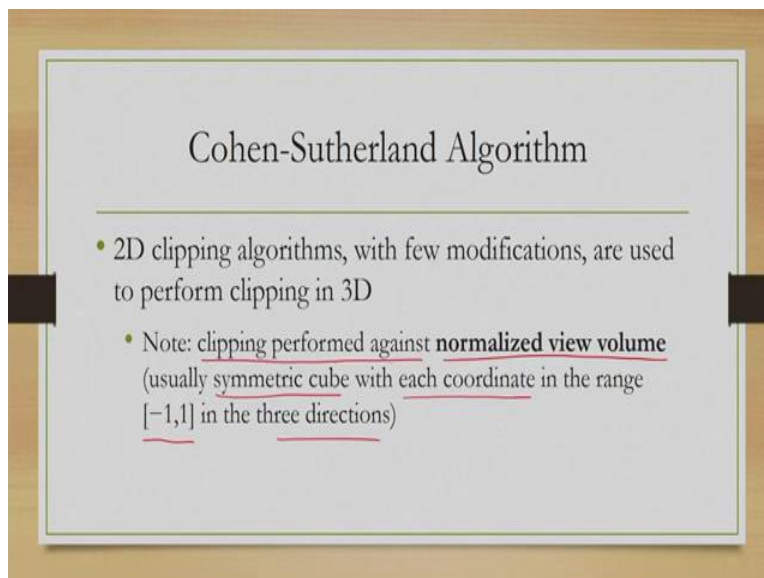 Cohen-Sutherland Algorithm
• 2D clipping algorithms, with few modifications, are used
to perform clipping in 3D
• Note: clipping performed against normalized view volume
(usually symmetric cube with each coordinate in the range
[−1,1] in the three directions)